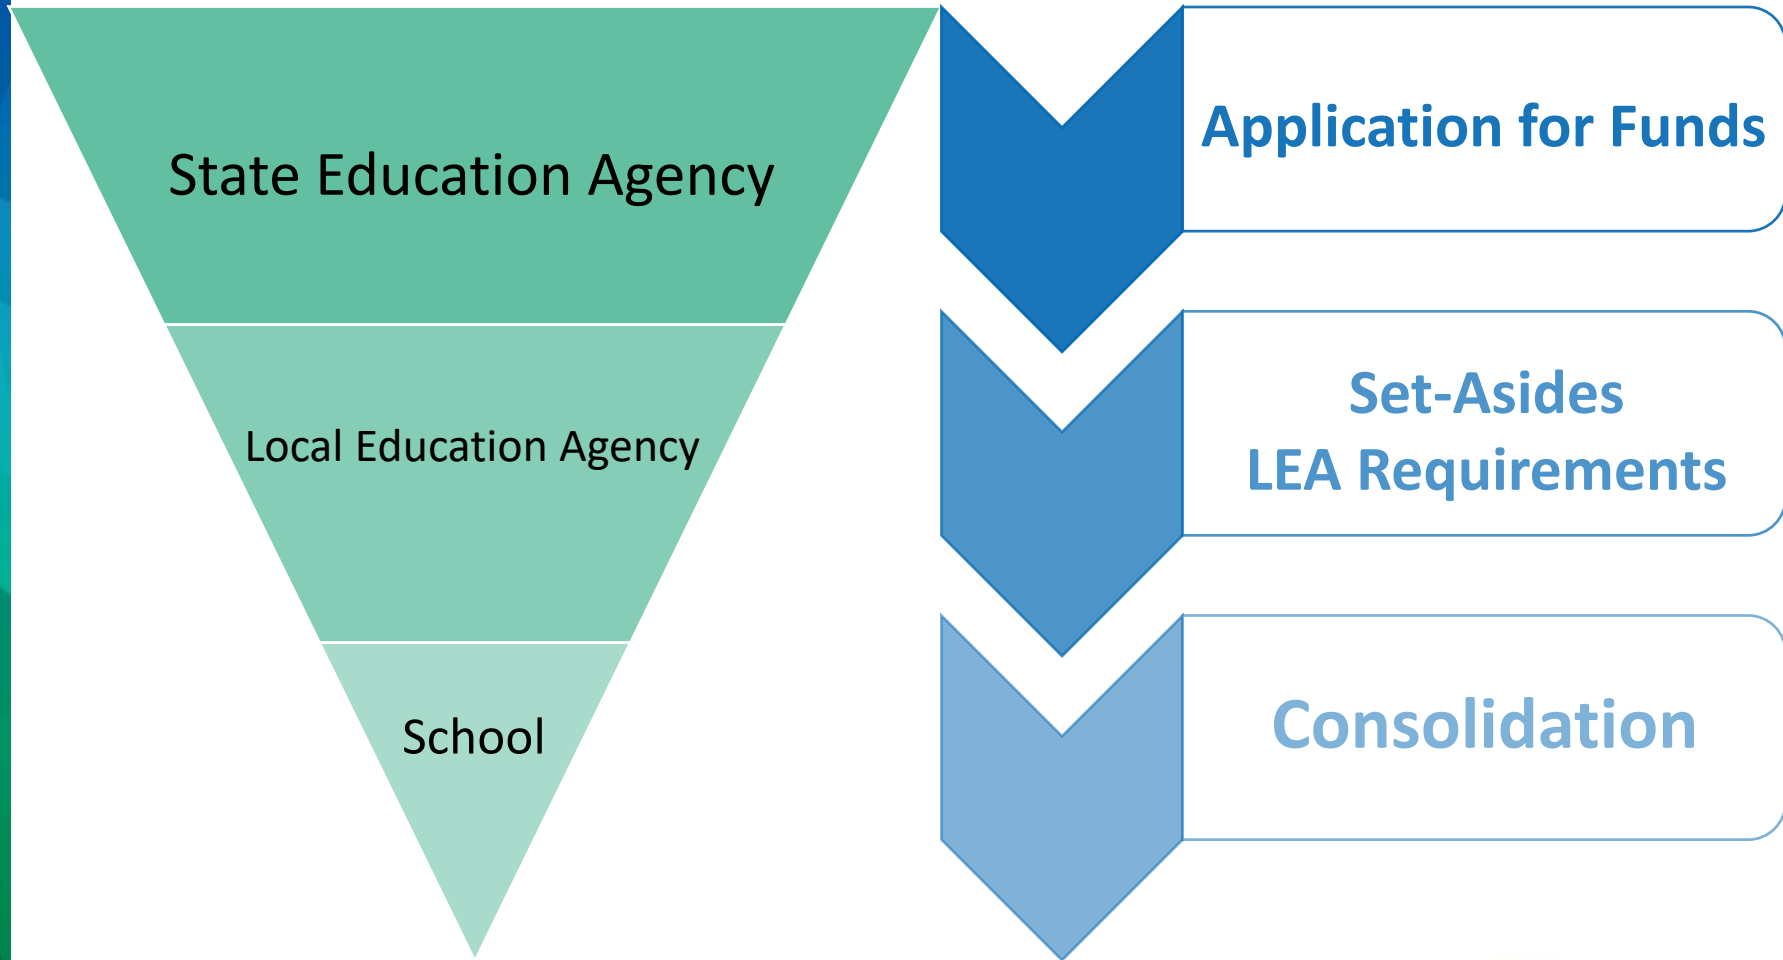 State Education Agency
Local Education Agency
School
Application for Funds
Set-Asides
LEA Requirements
Consolidation